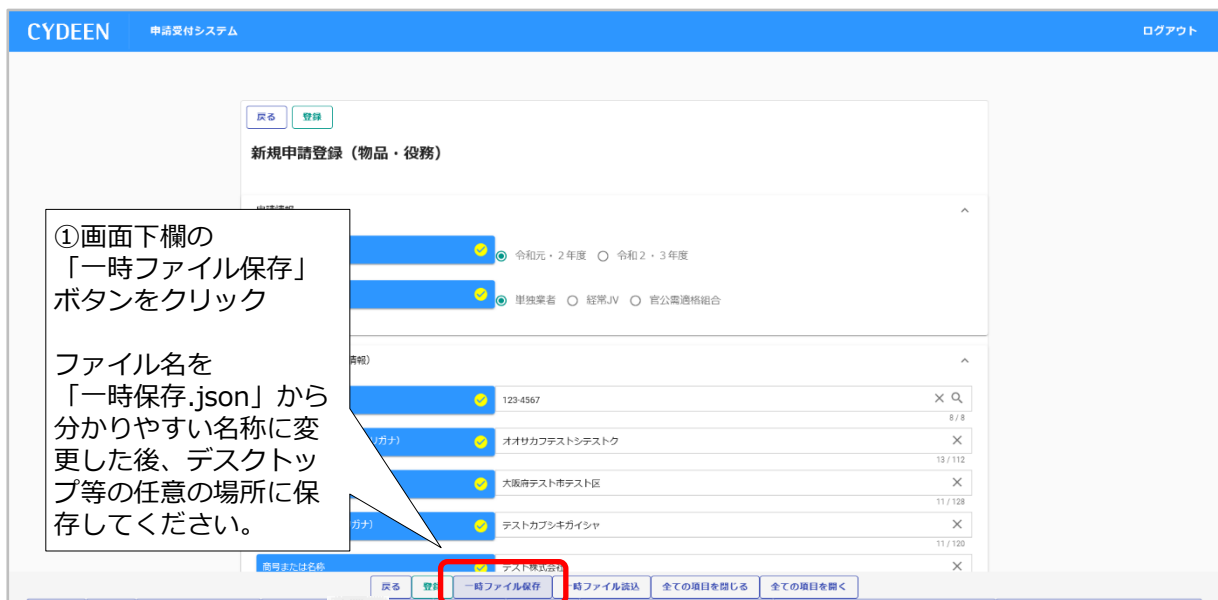 CYDEEN
申請受付システム
ログアウト
戻る
登録
新規申請登録（物品・役務）
令和元・２年度
令和２・３年度
単独業者
経常JV
官公需適格組合
①画面下欄の
「一時ファイル保存」
ボタンをクリック
ファイル名を
「一時保存.json」から
分かりやすい名称に変
更した後、デスクトッ
プ等の任意の場所に保
存してください。
情報）
123-4567
8 / 8
リガナ）
オオサカフテストシテストク
13 / 112
大阪府テスト市テスト区
11 / 128
ガナ）
テストカブシキガイシャ
11 / 120
商号または名称
テスト株式会社
戻る
登録
一時ファイル保存
一時ファイル読込
全ての項目を閉じる
全ての項目を開く